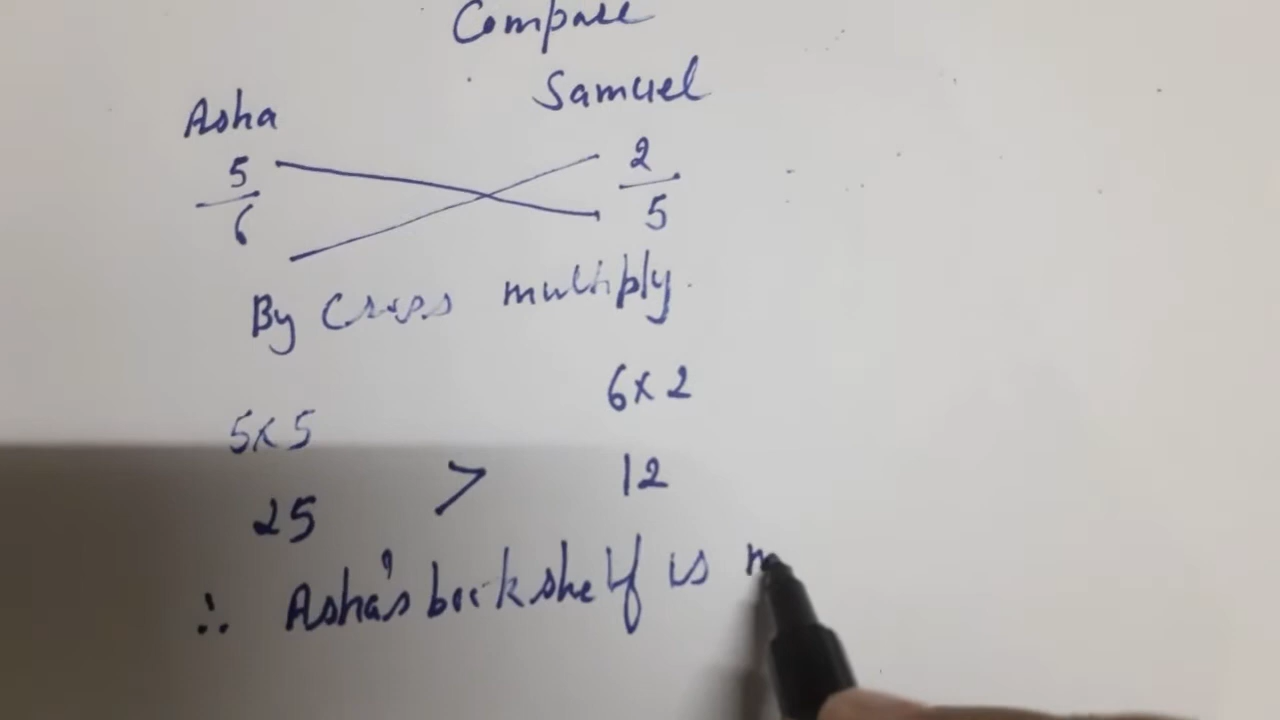 Compare
Asha Samuel
5/6 2/5
By Cross multiply.
5x5 6x2
25 > 12
∴ Asha's bookshelf is